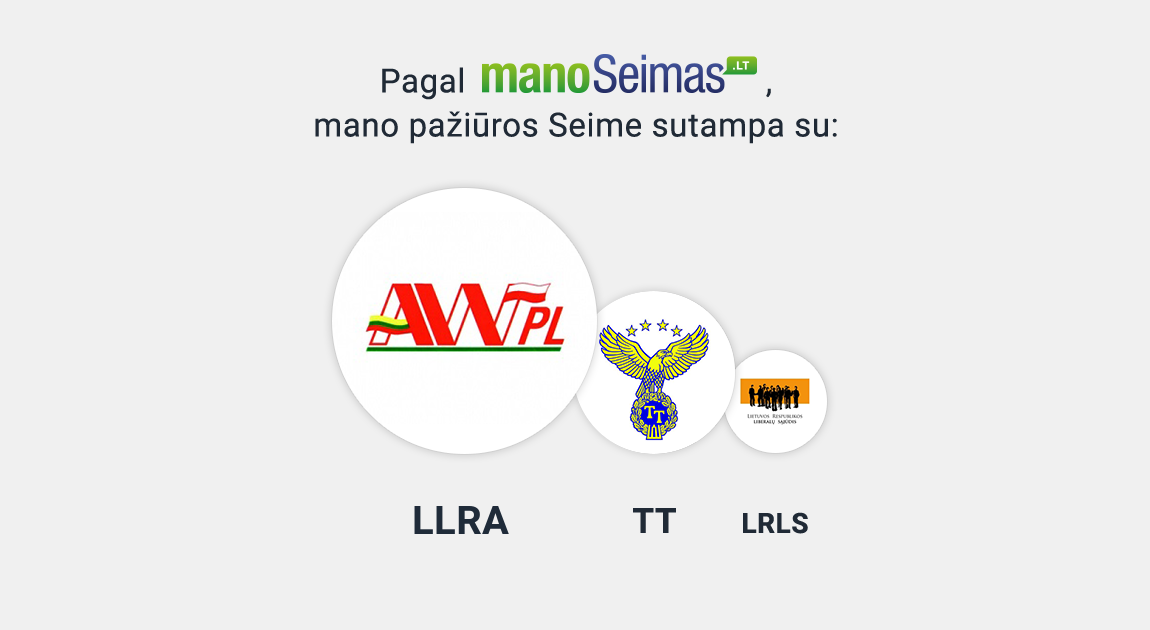 Pagal manoSeimas.LT ,
mano pažiūros Seime sutampa su:
AWPL
TT
LIETUVOS RESPUBLIKOS
LIBERALŲ SĄJŪDIS
LLRA TT LRLS